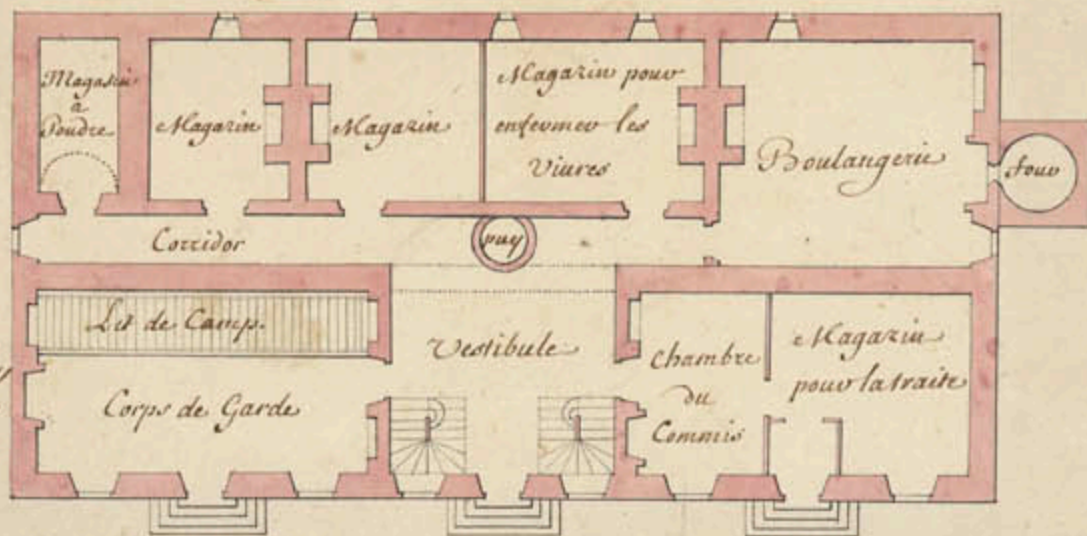 Magasin
a
Poudre
Magazin
Magazin
Magazin pour
enfermer les
Viures
Boulangerie
four
Corridor
puy
Lit de Camp.
Vestibule
Chambre
du
Commis
Magazin
pour la traite
Corps de Garde